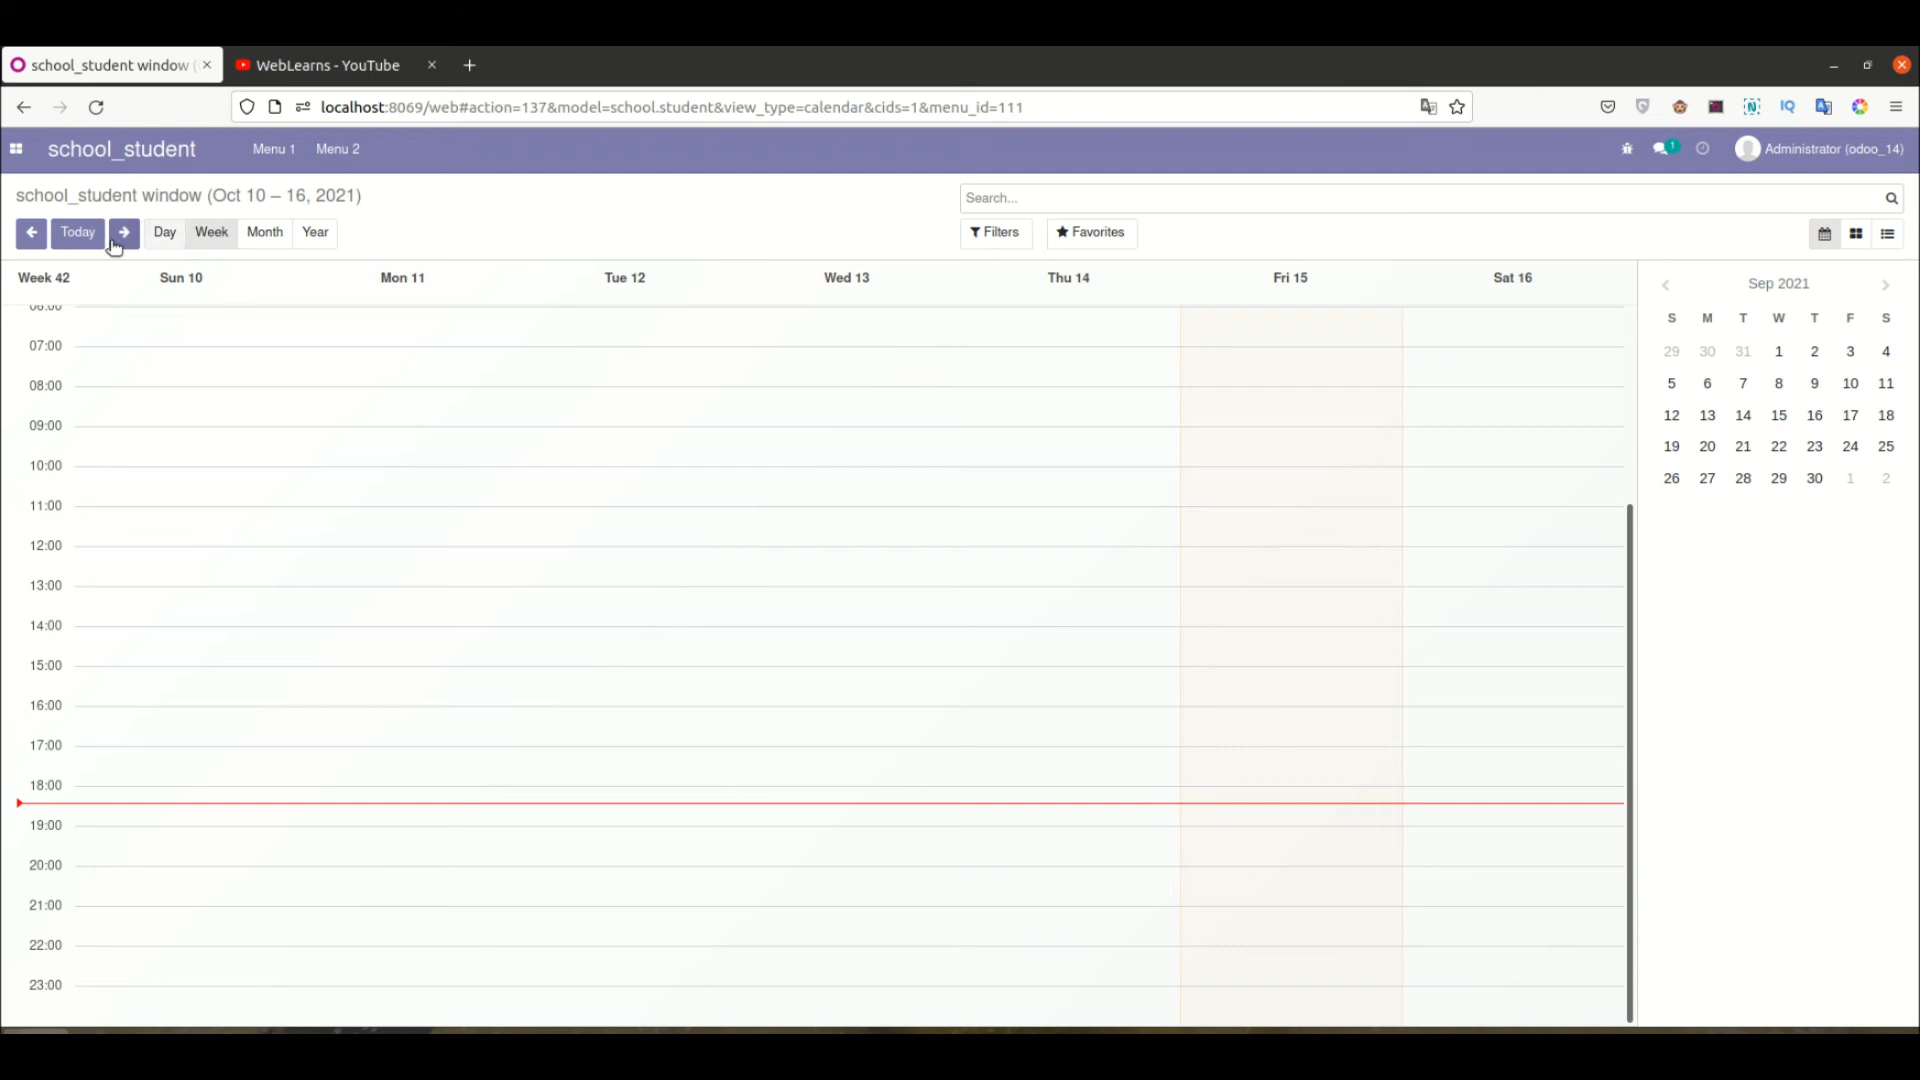 school_student window (
WebLearns - YouTube
localhost:8069/web#action=137&model=school.student&view_type=calendar&cids=1&menu_id=111
IQ
school_student Menu 1 Menu 2 1 Administrator (odoo_14)
school_student window (Oct 10 – 16, 2021)
Search...
Today Day Week Month Year Filters Favorites
Week 42 Sun 10 Mon 11 Tue 12 Wed 13 Thu 14 Fri 15 Sat 16
06:00
07:00
08:00
09:00
10:00
11:00
12:00
13:00
14:00
15:00
16:00
17:00
18:00
19:00
20:00
21:00
22:00
23:00
Sep 2021
S M T W T F S
29 30 31 1 2 3 4
5 6 7 8 9 10 11
12 13 14 15 16 17 18
19 20 21 22 23 24 25
26 27 28 29 30 1 2